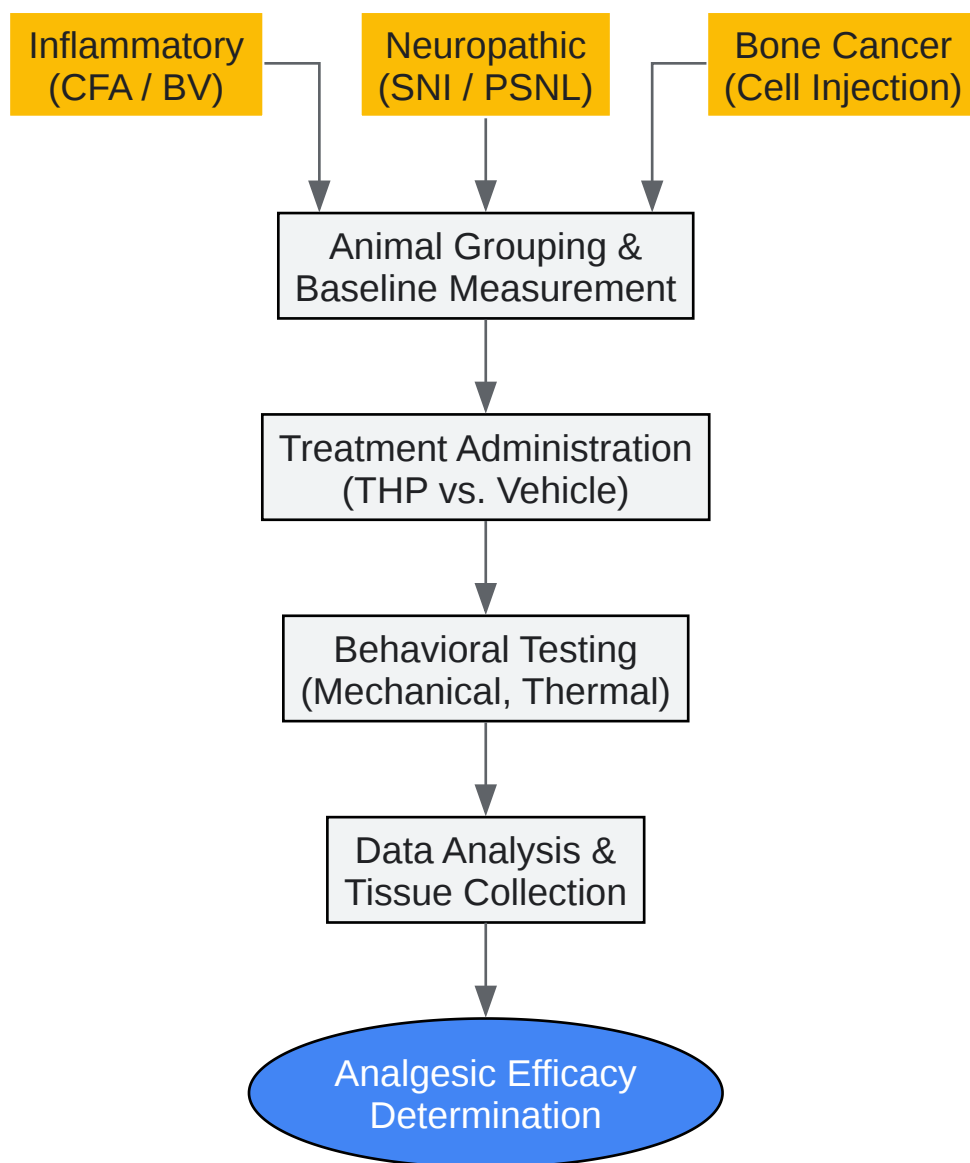 Inflammatory
(CFA / BV)
Neuropathic
(SNI / PSNL)
Bone Cancer
(Cell Injection)
Animal Grouping &
Baseline Measurement
Treatment Administration
(THP vs. Vehicle)
Behavioral Testing
(Mechanical, Thermal)
Data Analysis &
Tissue Collection
Analgesic Efficacy
Determination